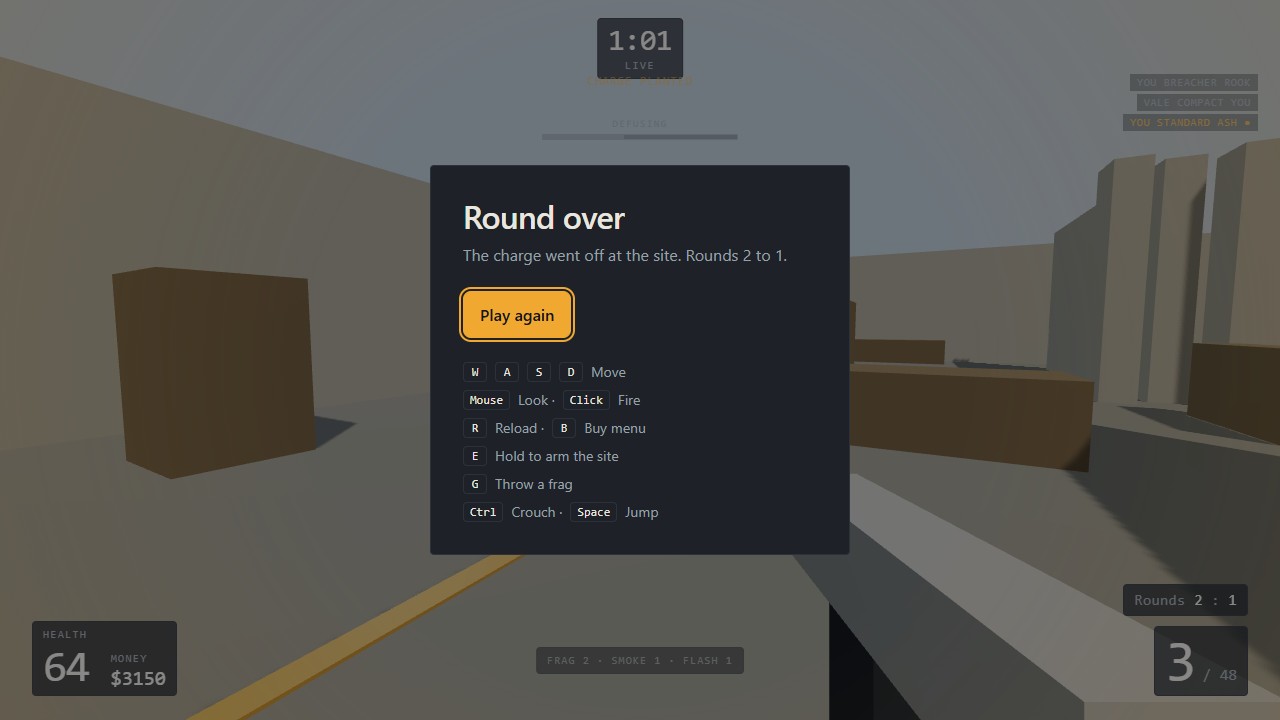 1:01
LIVE
YOU BREACHER ROOK
VALE COMPACT YOU
YOU STANDARD ASH
DEFUSING
Round over
The charge went off at the site. Rounds 2 to 1.
Play again
W A S D Move
Mouse Look · Click Fire
R Reload · B Buy menu
E Hold to arm the site
G Throw a frag
Ctrl Crouch · Space Jump
HEALTH
64
MONEY
$3150
FRAG 2 · SMOKE 1 · FLASH 1
Rounds 2 : 1
3 / 48